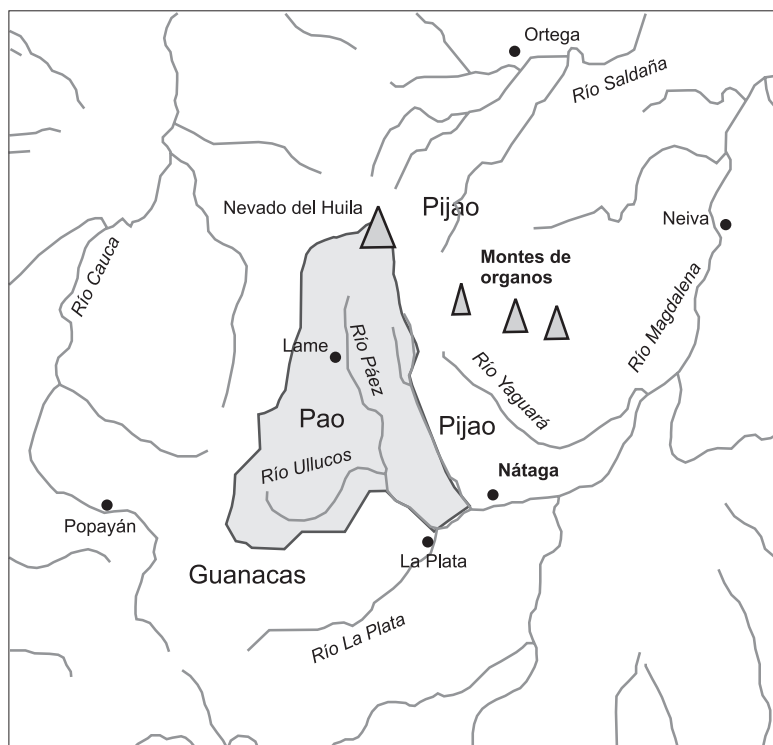 Ortega
Río Saldaña
Nevado del Huila
Pijao
Neiva
Río Cauca
Montes de
organos
Río Magdalena
Lame
Río Páez
Río Yaguará
Pao
Pijao
Río Ullucos
Nátaga
Popayán
La Plata
Guanacas
Río La Plata